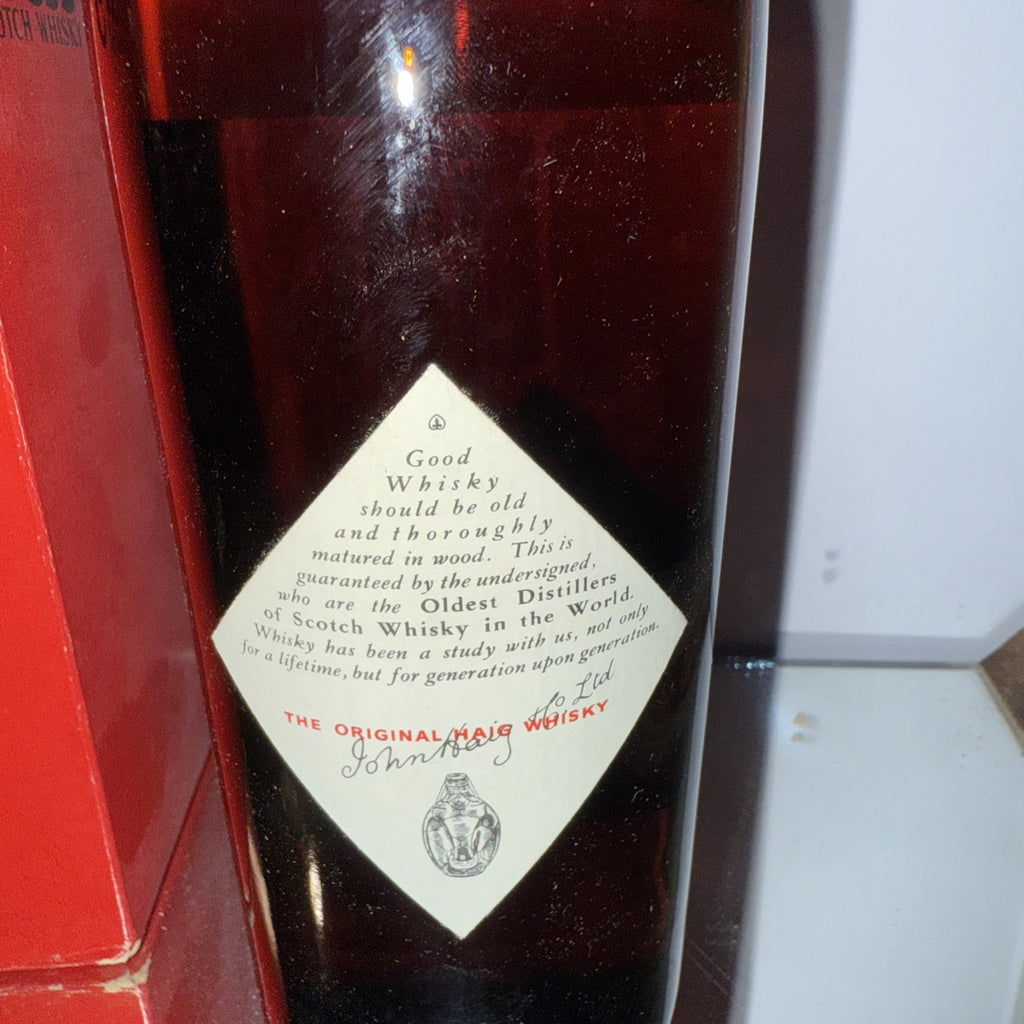 SCOTCH WHISKY
Good
Whisky
should be old
and thoroughly
matured in wood. This is
guaranteed by the undersigned,
who are the Oldest Distillers
of Scotch Whisky in the World.
Whisky has been a study with us, not only
for a lifetime, but for generation upon generation.
THE ORIGINAL HAIG WHISKY
John Haig & Co Ltd